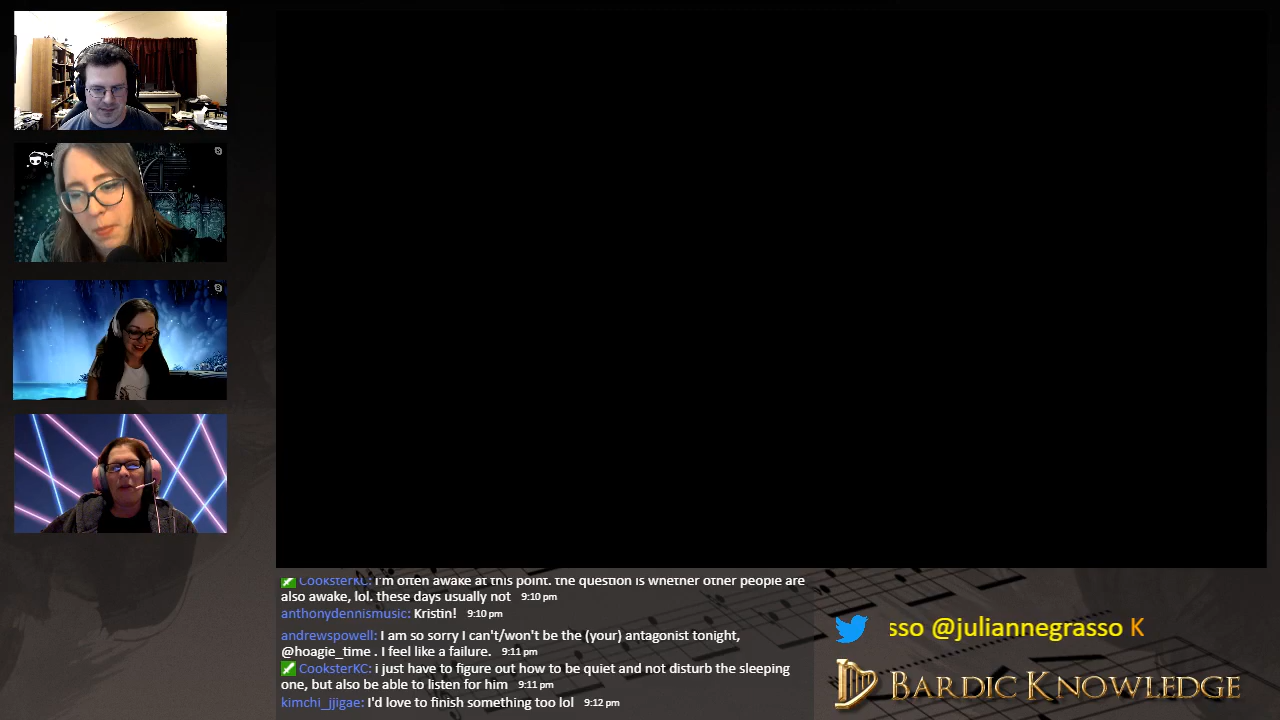 CooksterKC: I'm often awake at this point. the question is whether other people are
also awake, lol. these days usually not 9:10 pm
anthonydennismusic: Kristin! 9:10 pm
andrewspowell: I am so sorry I can't/won't be the (your) antagonist tonight,
@hoagie_time . I feel like a failure. 9:11 pm
CooksterKC: i just have to figure out how to be quiet and not disturb the sleeping
one, but also be able to listen for him 9:11 pm
kimchi_jjigae: I'd love to finish something too lol 9:12 pm
sso @juliannegrasso K
BARDIC KNOWLEDGE